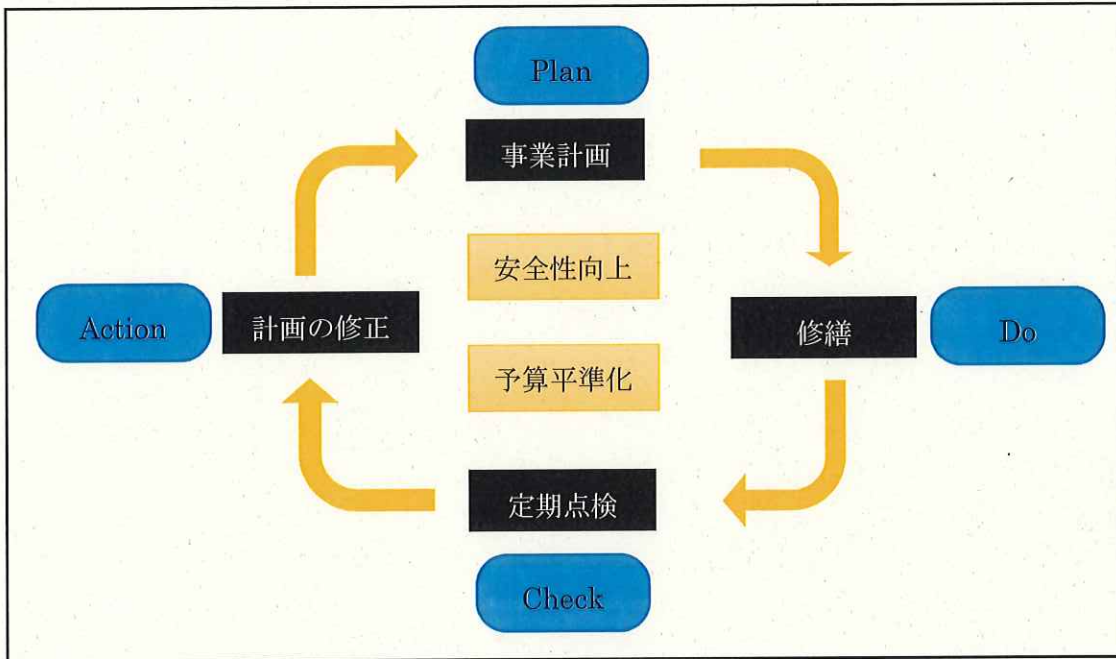 Plan
事業計画
安全性向上
Action
計画の修正
修繕
Do
予算平準化
定期点検
Check